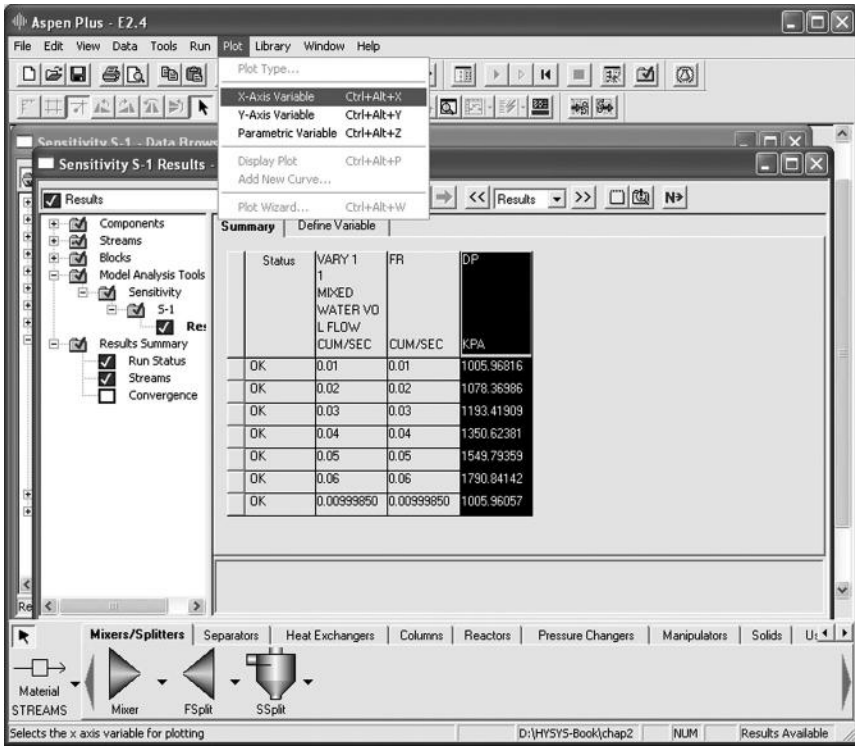 Aspen Plus - E2.4
File Edit View Data Tools Run Plot Library Window Help
Plot Type...
X-Axis Variable Ctrl+Alt+X
Y-Axis Variable Ctrl+Alt+Y
Parametric Variable Ctrl+Alt+Z
Display Plot Ctrl+Alt+P
Add New Curve...
Plot Wizard... Ctrl+Alt+W
Sensitivity S-1 - Data Brows
Sensitivity S-1 Results -
Results
<< Results >> N>
Components
Streams
Blocks
Model Analysis Tools
Sensitivity
S-1
Re
Results Summary
Run Status
Streams
Convergence
Summary Define Variable
Status VARY 1 FR DP
1
MIXED
WATER VO
L FLOW
CUM/SEC CUM/SEC KPA
OK 0.01 0.01 1005.96816
OK 0.02 0.02 1078.36986
OK 0.03 0.03 1193.41909
OK 0.04 0.04 1350.62381
OK 0.05 0.05 1549.79359
OK 0.06 0.06 1790.84142
OK 0.00999850 0.00999850 1005.96057
Re
Mixers/Splitters Separators Heat Exchangers Columns Reactors Pressure Changers Manipulators Solids
Material
STREAMS Mixer FSplit SSplit
Selects the x axis variable for plotting D:\HYSYS-Book\chap2 NUM Results Available